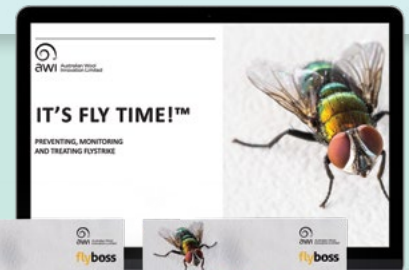 awi
Australian Wool
Innovation Limited
IT'S FLY TIME!™
PREVENTING, MONITORING
AND TREATING FLYSTRIKE
awi
flyboss
awi
flyboss